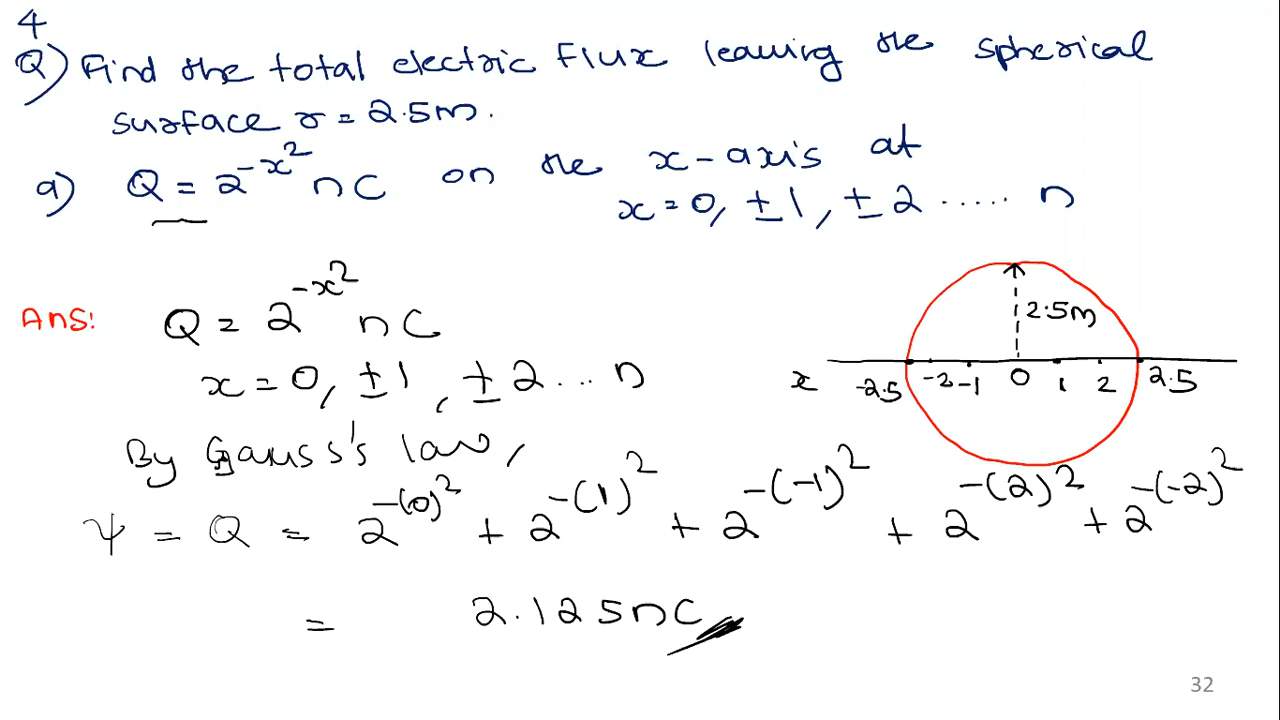 4
Q) Find the total electric Flux leaving the spherical
surface r = 2.5m.
a) Q = 2^-x^2 nC on the x-axis at
x = 0, ±1, ±2 ..... n
Ans: Q = 2^-x^2 nC
x = 0, ±1, ±2 ... n
By Gauss's law,
2.5m
x -2.5 -2 -1 0 1 2 2.5
ψ = Q = 2^-(0)^2 + 2^-(1)^2 + 2^-(-1)^2 + 2^-(2)^2 + 2^-(-2)^2
= 2.125nC
32